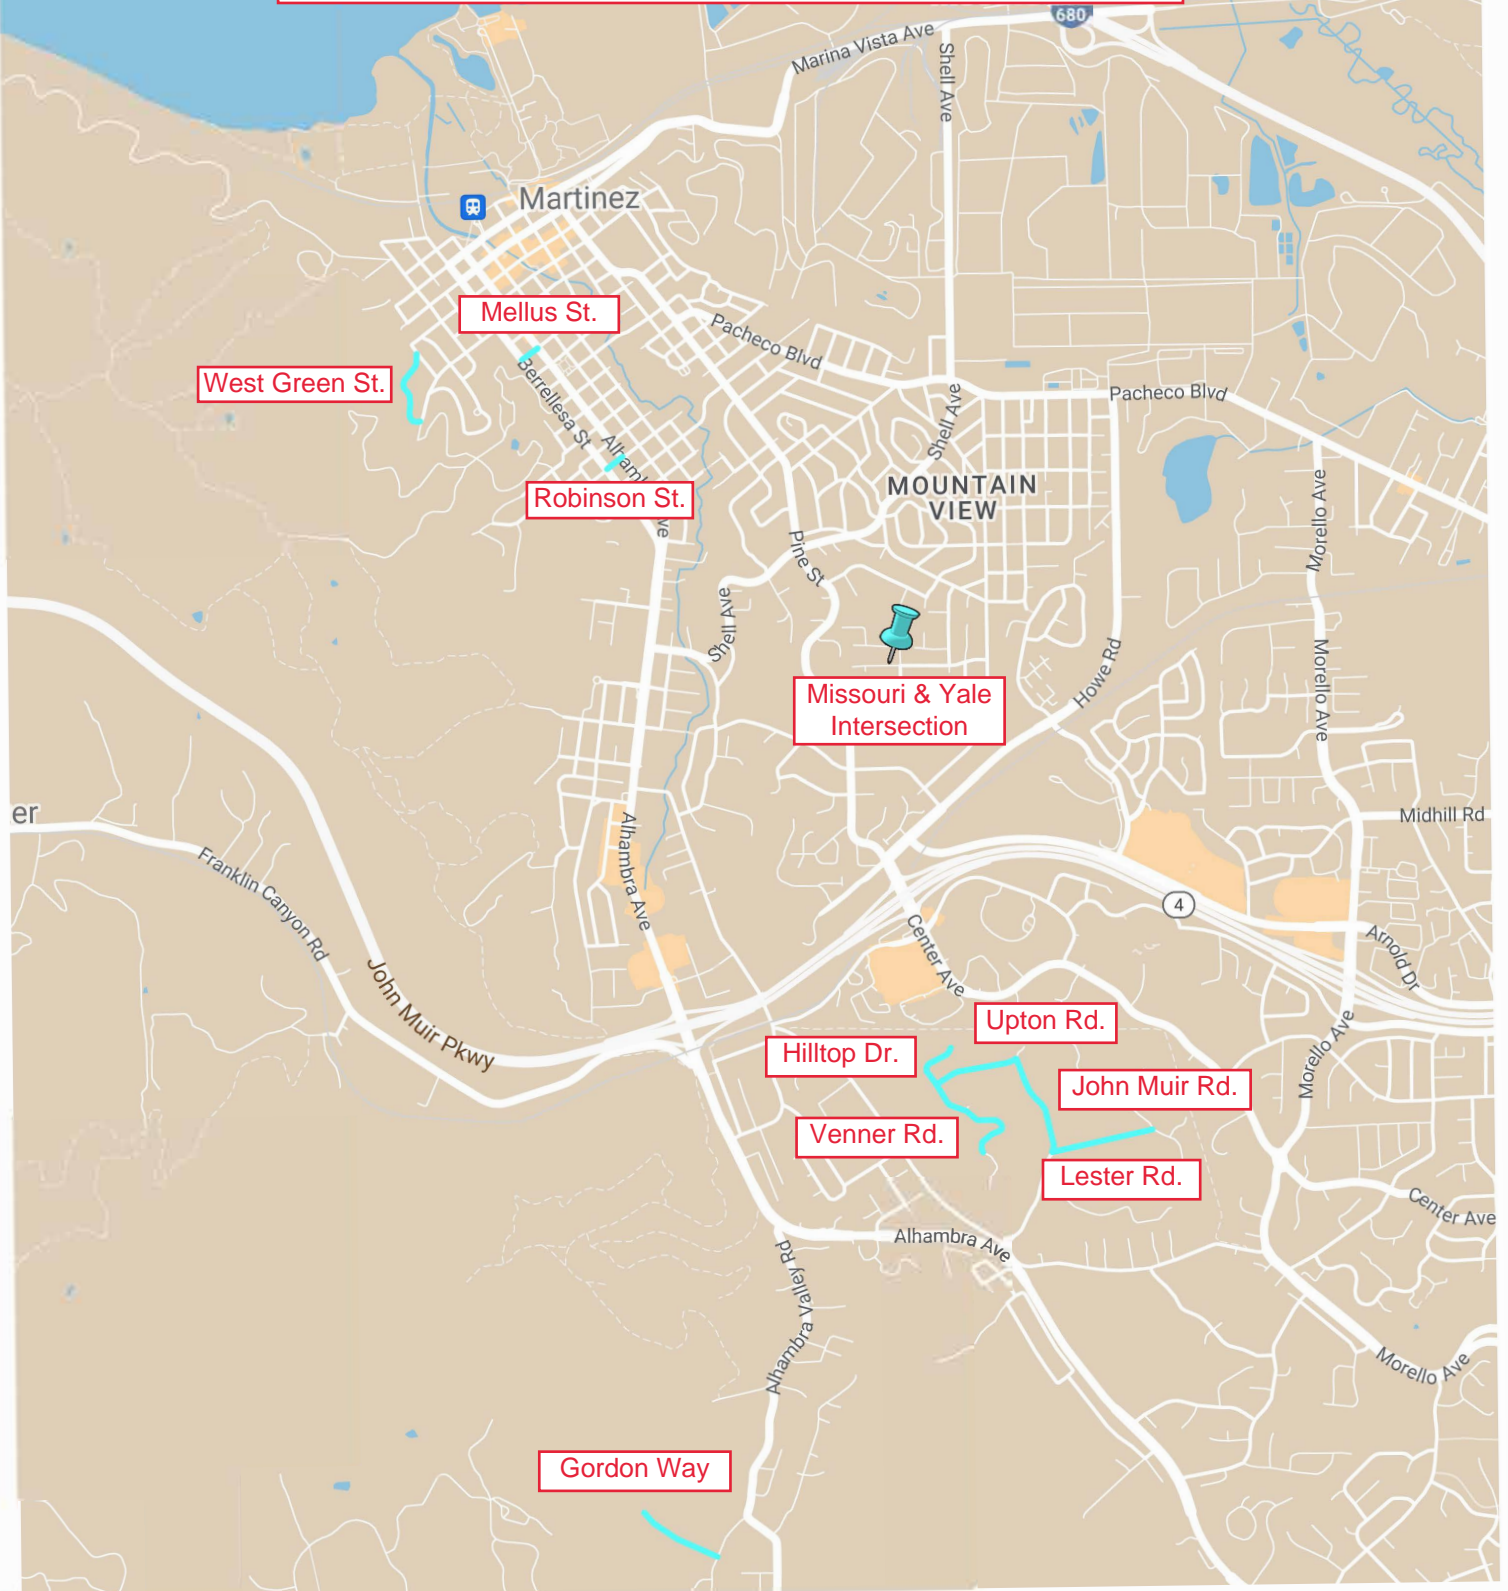 680
Marina Vista Ave
Shell Ave
Martinez
Mellus St.
Pacheco Blvd
West Green St.
Berrellesa St
Pacheco Blvd
Shell Ave
Alhamb
ve
Robinson St.
MOUNTAIN
VIEW
Morello Ave
Pine St
Shell Ave
Howe Rd
Morello Ave
Missouri & Yale
Intersection
er
Midhill Rd
Franklin Canyon Rd
Alhambra Ave
4
Center Ave
Arnold Dr
John Muir Pkwy
Upton Rd.
Hilltop Dr.
Morello Ave
John Muir Rd.
Venner Rd.
Lester Rd.
Center Ave
Alhambra Ave
Alhambra Valley Rd
Morello Ave
Gordon Way